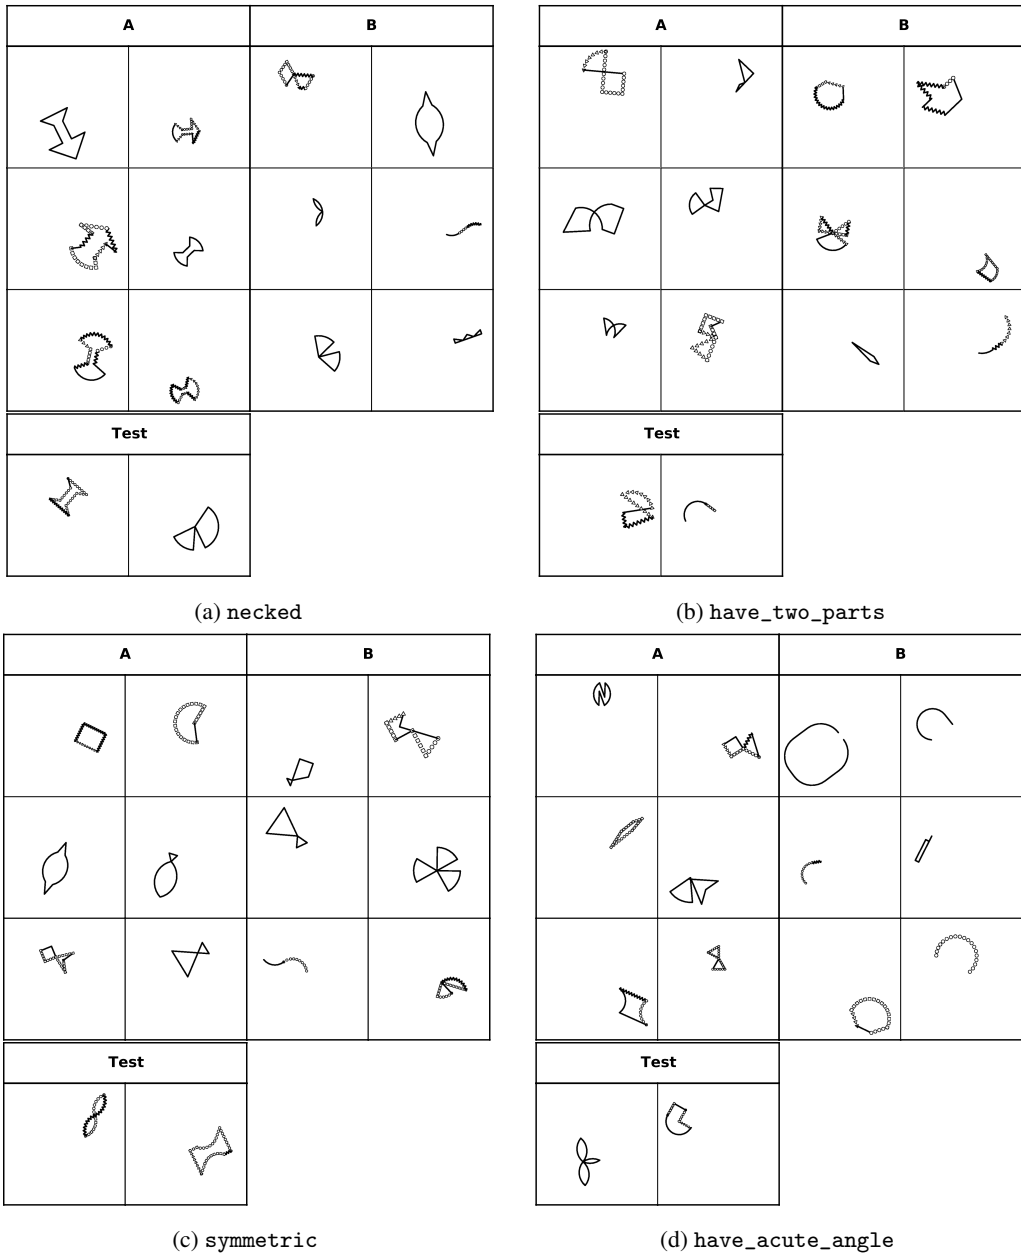 A B
A B
Test
Test
(a) necked
(b) have_two_parts
A B
A B
Test
Test
(c) symmetric
(d) have_acute_angle